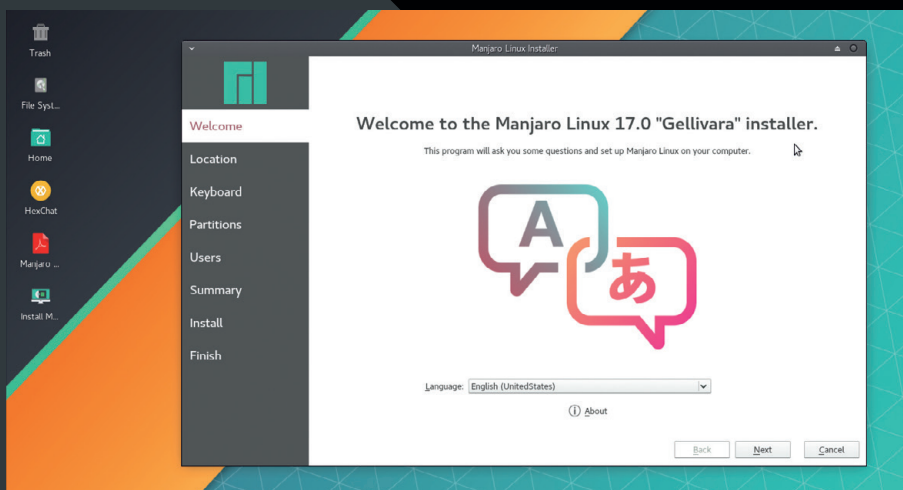 Trash
File Syst...
Home
HexChat
Manjaro ...
Install M...
Manjaro Linux Installer
Welcome
Location
Keyboard
Partitions
Users
Summary
Install
Finish
Welcome to the Manjaro Linux 17.0 "Gellivara" installer.
This program will ask you some questions and set up Manjaro Linux on your computer.
A
あ
Language: English (UnitedStates)
About
Back Next Cancel